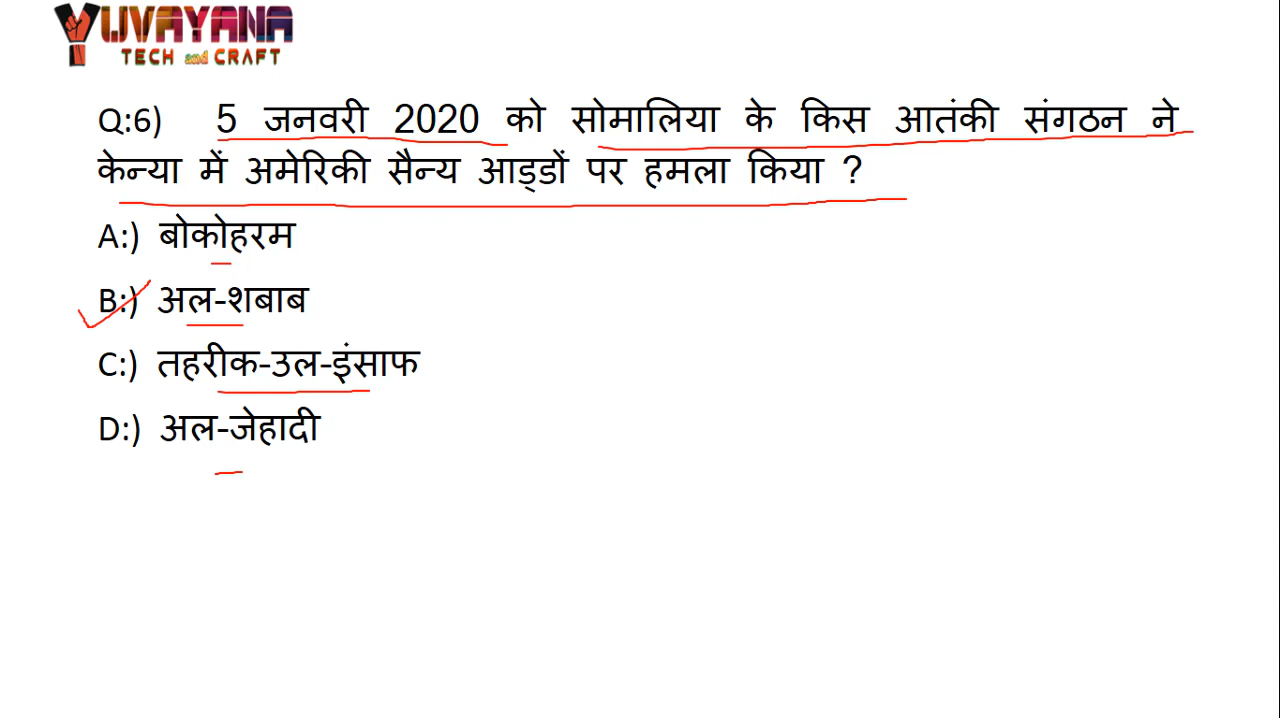 YUVAYANA
TECH and CRAFT
Q:6) 5 जनवरी 2020 को सोमालिया के किस आतंकी संगठन ने
केन्या में अमेरिकी सैन्य आड्डों पर हमला किया ?
A:) बोकोहरम
B:) अल-शबाब
C:) तहरीक-उल-इंसाफ
D:) अल-जेहादी